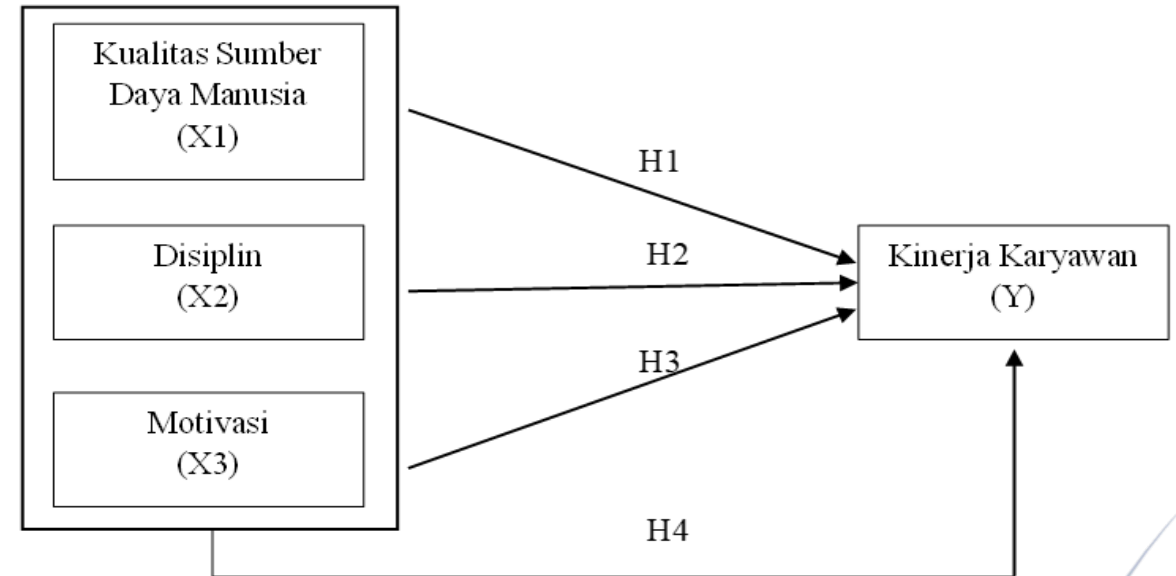 Kualitas Sumber
Daya Manusia
(X1)
Disiplin
(X2)
Motivasi
(X3)
H1
H2
H3
H4
Kinerja Karyawan
(Y)